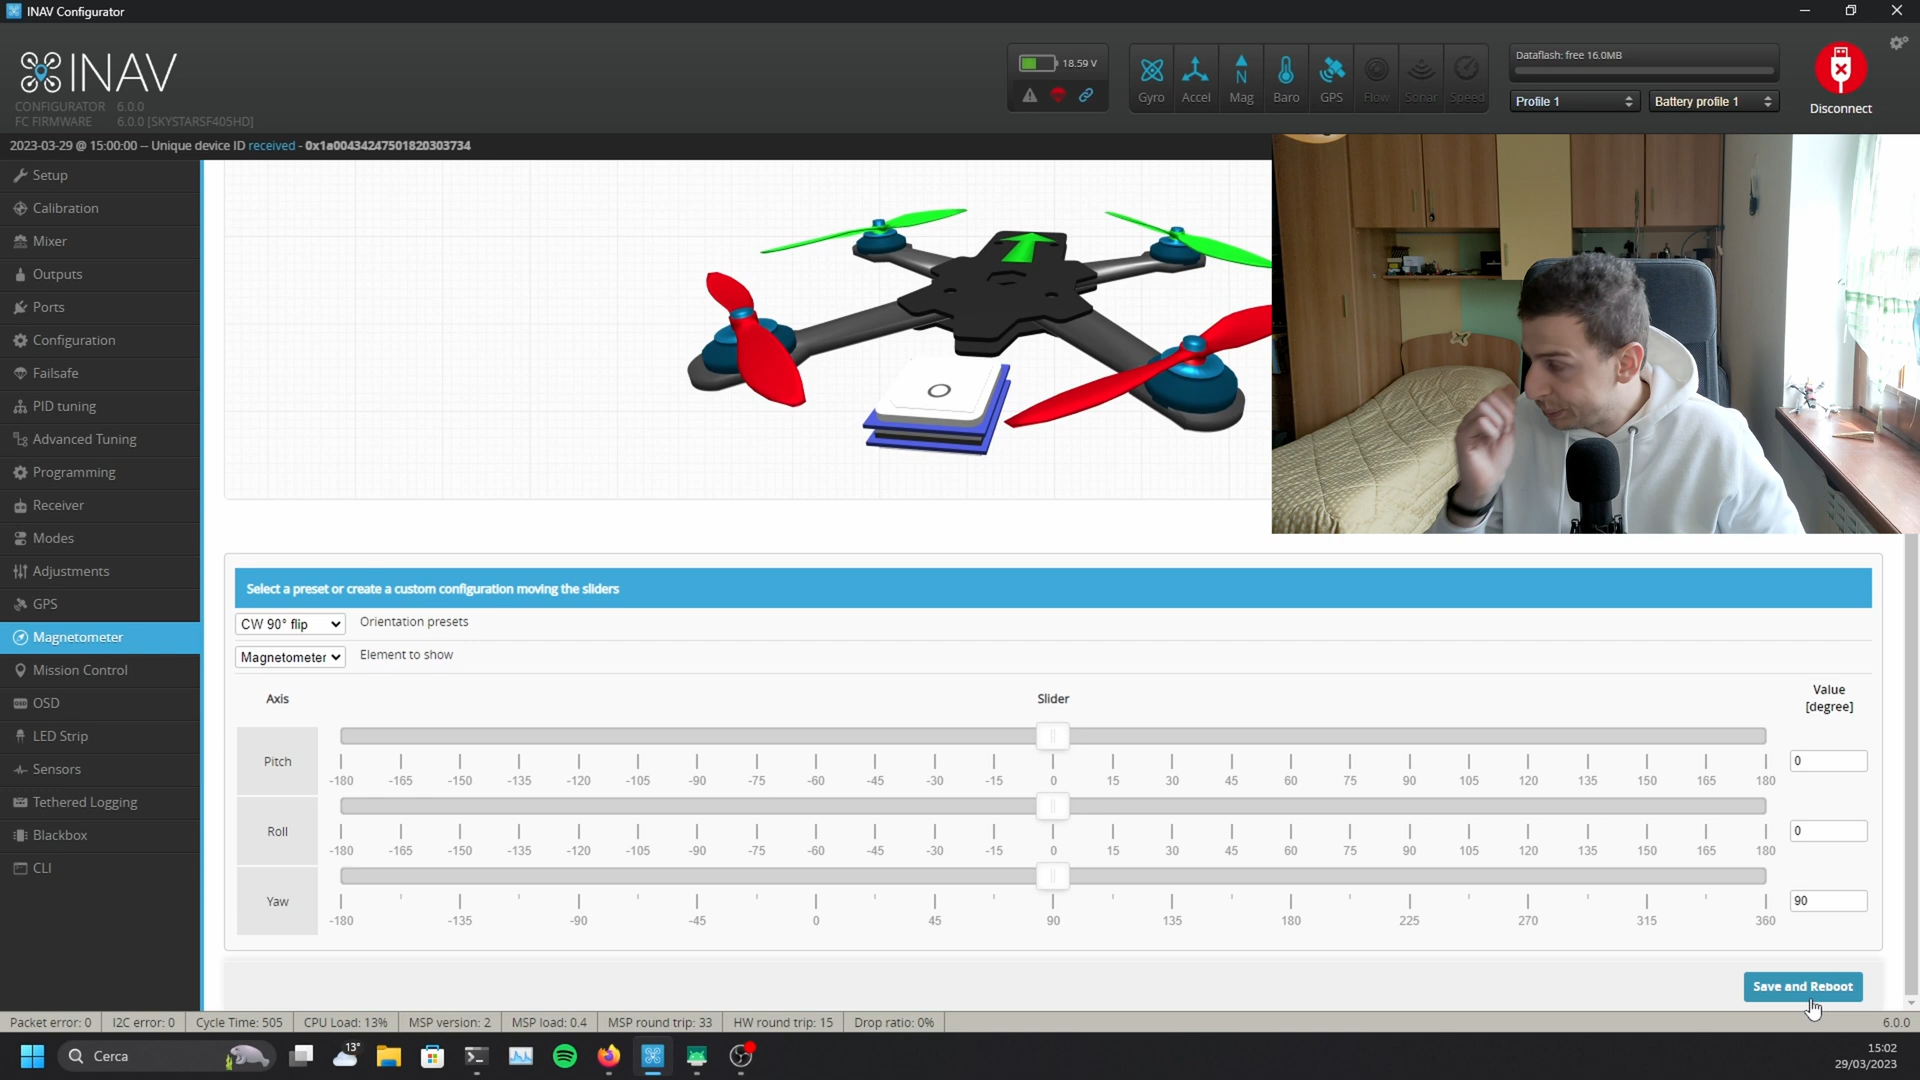 INAV Configurator
INAV
CONFIGURATOR 6.0.0
FC FIRMWARE 6.0.0 [SKYSTARSF405HD]
18.59 V
Gyro Accel Mag Baro GPS Flow Sonar Speed
Dataflash: free 16.0MB
Profile 1
Battery profile 1
Disconnect
2023-03-29 @ 15:00:00 -- Unique device ID received - 0x1a00434247501820303734
Setup
Calibration
Mixer
Outputs
Ports
Configuration
Failsafe
PID tuning
Advanced Tuning
Programming
Receiver
Modes
Adjustments
GPS
Magnetometer
Mission Control
OSD
LED Strip
Sensors
Tethered Logging
Blackbox
CLI
Select a preset or create a custom configuration moving the sliders
CW 90° flip Orientation presets
Magnetometer Element to show
Axis Slider Value
[degree]
Pitch 0
-180 -165 -150 -135 -120 -105 -90 -75 -60 -45 -30 -15 0 15 30 45 60 75 90 105 120 135 150 165 180
Roll 0
-180 -165 -150 -135 -120 -105 -90 -75 -60 -45 -30 -15 0 15 30 45 60 75 90 105 120 135 150 165 180
Yaw 90
-180 -135 -90 -45 0 45 90 135 180 225 270 315 360
Save and Reboot
Packet error: 0 I2C error: 0 Cycle Time: 505 CPU Load: 13% MSP version: 2 MSP load: 0.4 MSP round trip: 33 HW round trip: 15 Drop ratio: 0% 6.0.0
Cerca
13°
15:02
29/03/2023